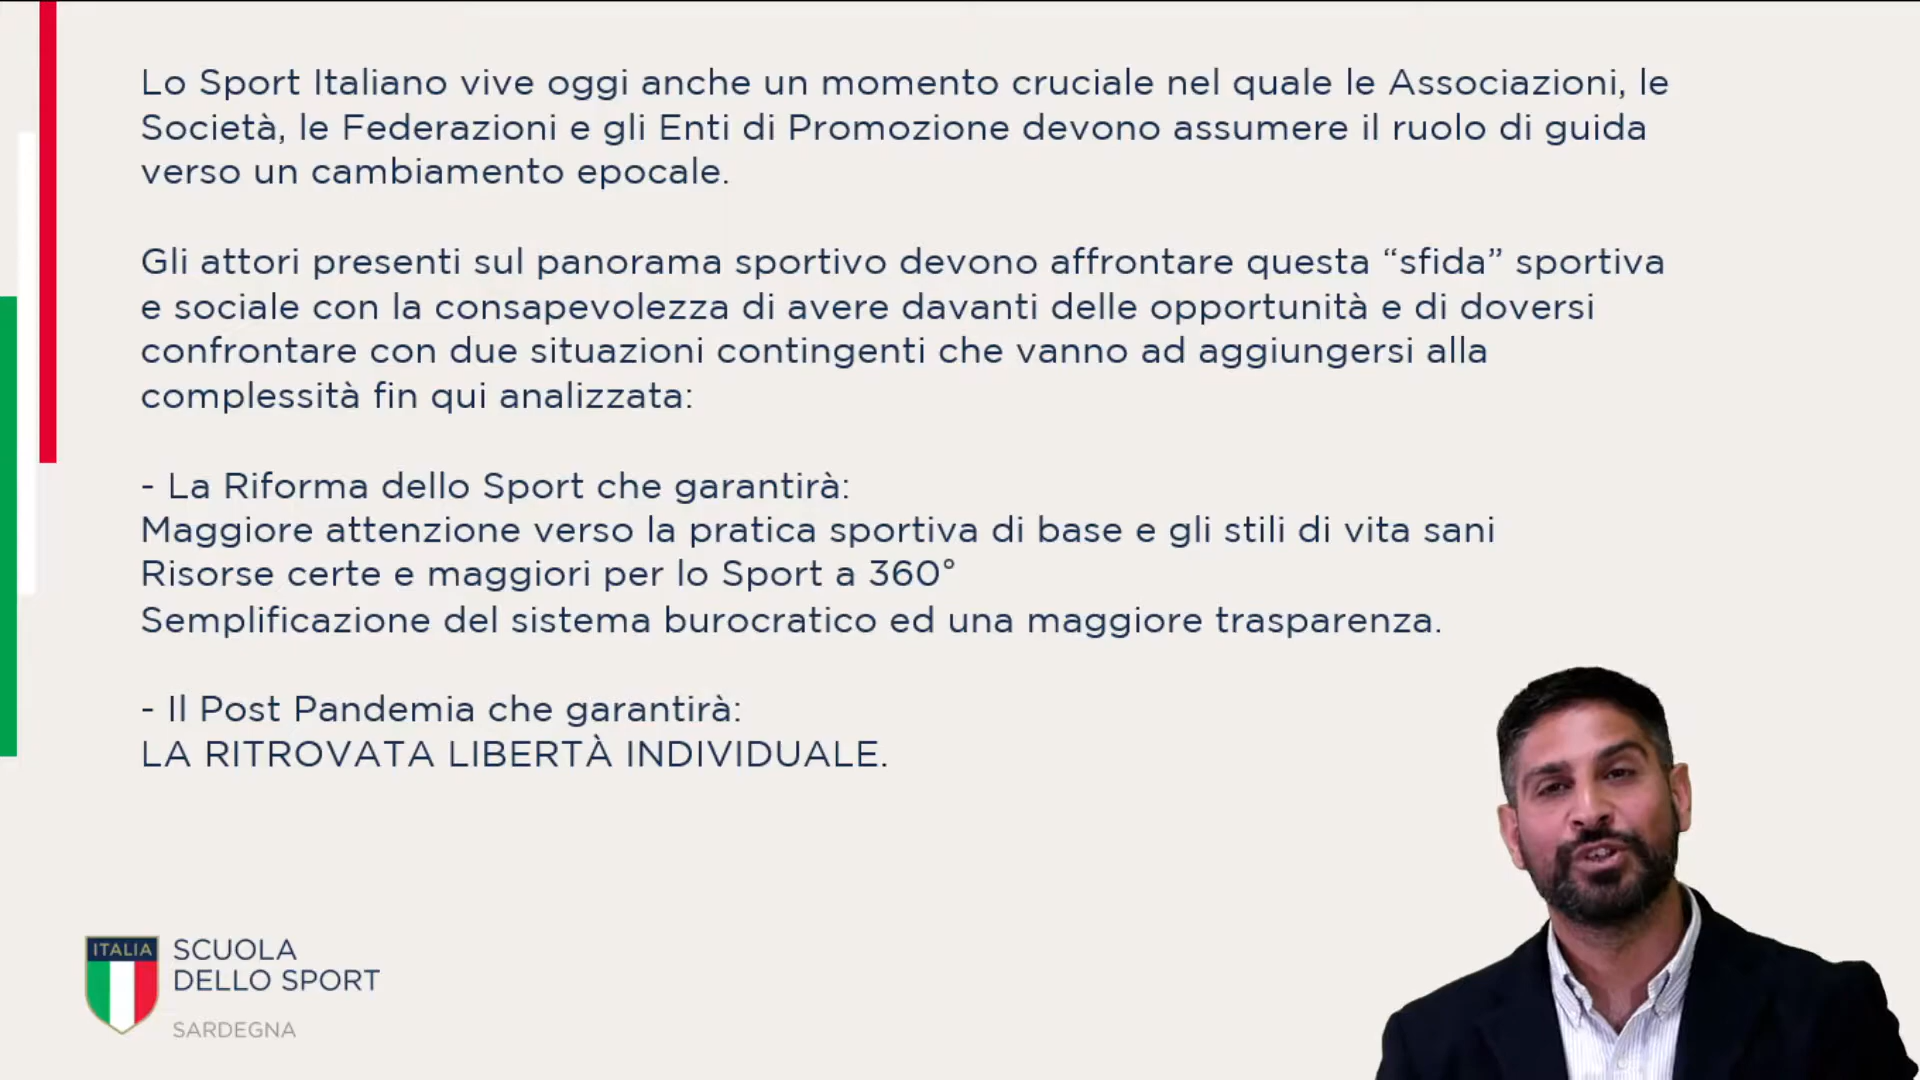 Lo Sport Italiano vive oggi anche un momento cruciale nel quale le Associazioni, le
Società, le Federazioni e gli Enti di Promozione devono assumere il ruolo di guida
verso un cambiamento epocale.
Gli attori presenti sul panorama sportivo devono affrontare questa “sfida” sportiva
e sociale con la consapevolezza di avere davanti delle opportunità e di doversi
confrontare con due situazioni contingenti che vanno ad aggiungersi alla
complessità fin qui analizzata:
- La Riforma dello Sport che garantirà:
Maggiore attenzione verso la pratica sportiva di base e gli stili di vita sani
Risorse certe e maggiori per lo Sport a 360°
Semplificazione del sistema burocratico ed una maggiore trasparenza.
- Il Post Pandemia che garantirà:
LA RITROVATA LIBERTÀ INDIVIDUALE.
ITALIA
SCUOLA
DELLO SPORT
SARDEGNA